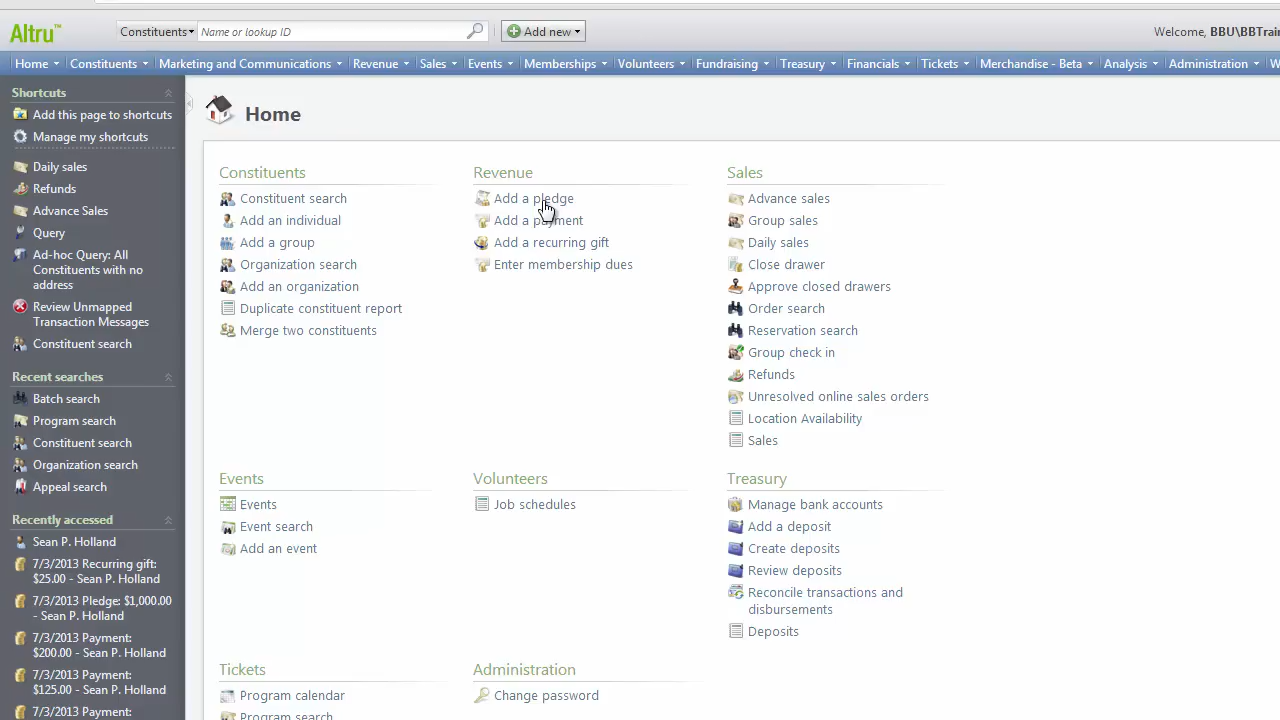 Altru™
Constituents
Name or lookup ID
Add new
Welcome, BBU\BBTrai
Home
Constituents
Marketing and Communications
Revenue
Sales
Events
Memberships
Volunteers
Fundraising
Treasury
Financials
Tickets
Merchandise - Beta
Analysis
Administration
W
Shortcuts
Add this page to shortcuts
Manage my shortcuts
Daily sales
Refunds
Advance Sales
Query
Ad-hoc Query: All
Constituents with no
address
Review Unmapped
Transaction Messages
Constituent search
Recent searches
Batch search
Program search
Constituent search
Organization search
Appeal search
Recently accessed
Sean P. Holland
7/3/2013 Recurring gift:
$25.00 - Sean P. Holland
7/3/2013 Pledge: $1,000.00
- Sean P. Holland
7/3/2013 Payment:
$200.00 - Sean P. Holland
7/3/2013 Payment:
$125.00 - Sean P. Holland
7/3/2013 Payment:
Home
Constituents
Constituent search
Add an individual
Add a group
Organization search
Add an organization
Duplicate constituent report
Merge two constituents
Revenue
Add a pledge
Add a payment
Add a recurring gift
Enter membership dues
Sales
Advance sales
Group sales
Daily sales
Close drawer
Approve closed drawers
Order search
Reservation search
Group check in
Refunds
Unresolved online sales orders
Location Availability
Sales
Events
Events
Event search
Add an event
Volunteers
Job schedules
Treasury
Manage bank accounts
Add a deposit
Create deposits
Review deposits
Reconcile transactions and
disbursements
Deposits
Tickets
Program calendar
Program search
Administration
Change password